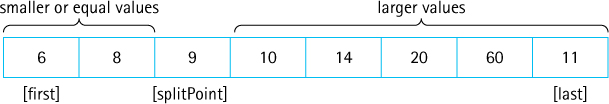 smaller or equal values larger values
6 8 9 10 14 20 60 11
[first] [splitPoint] [last]